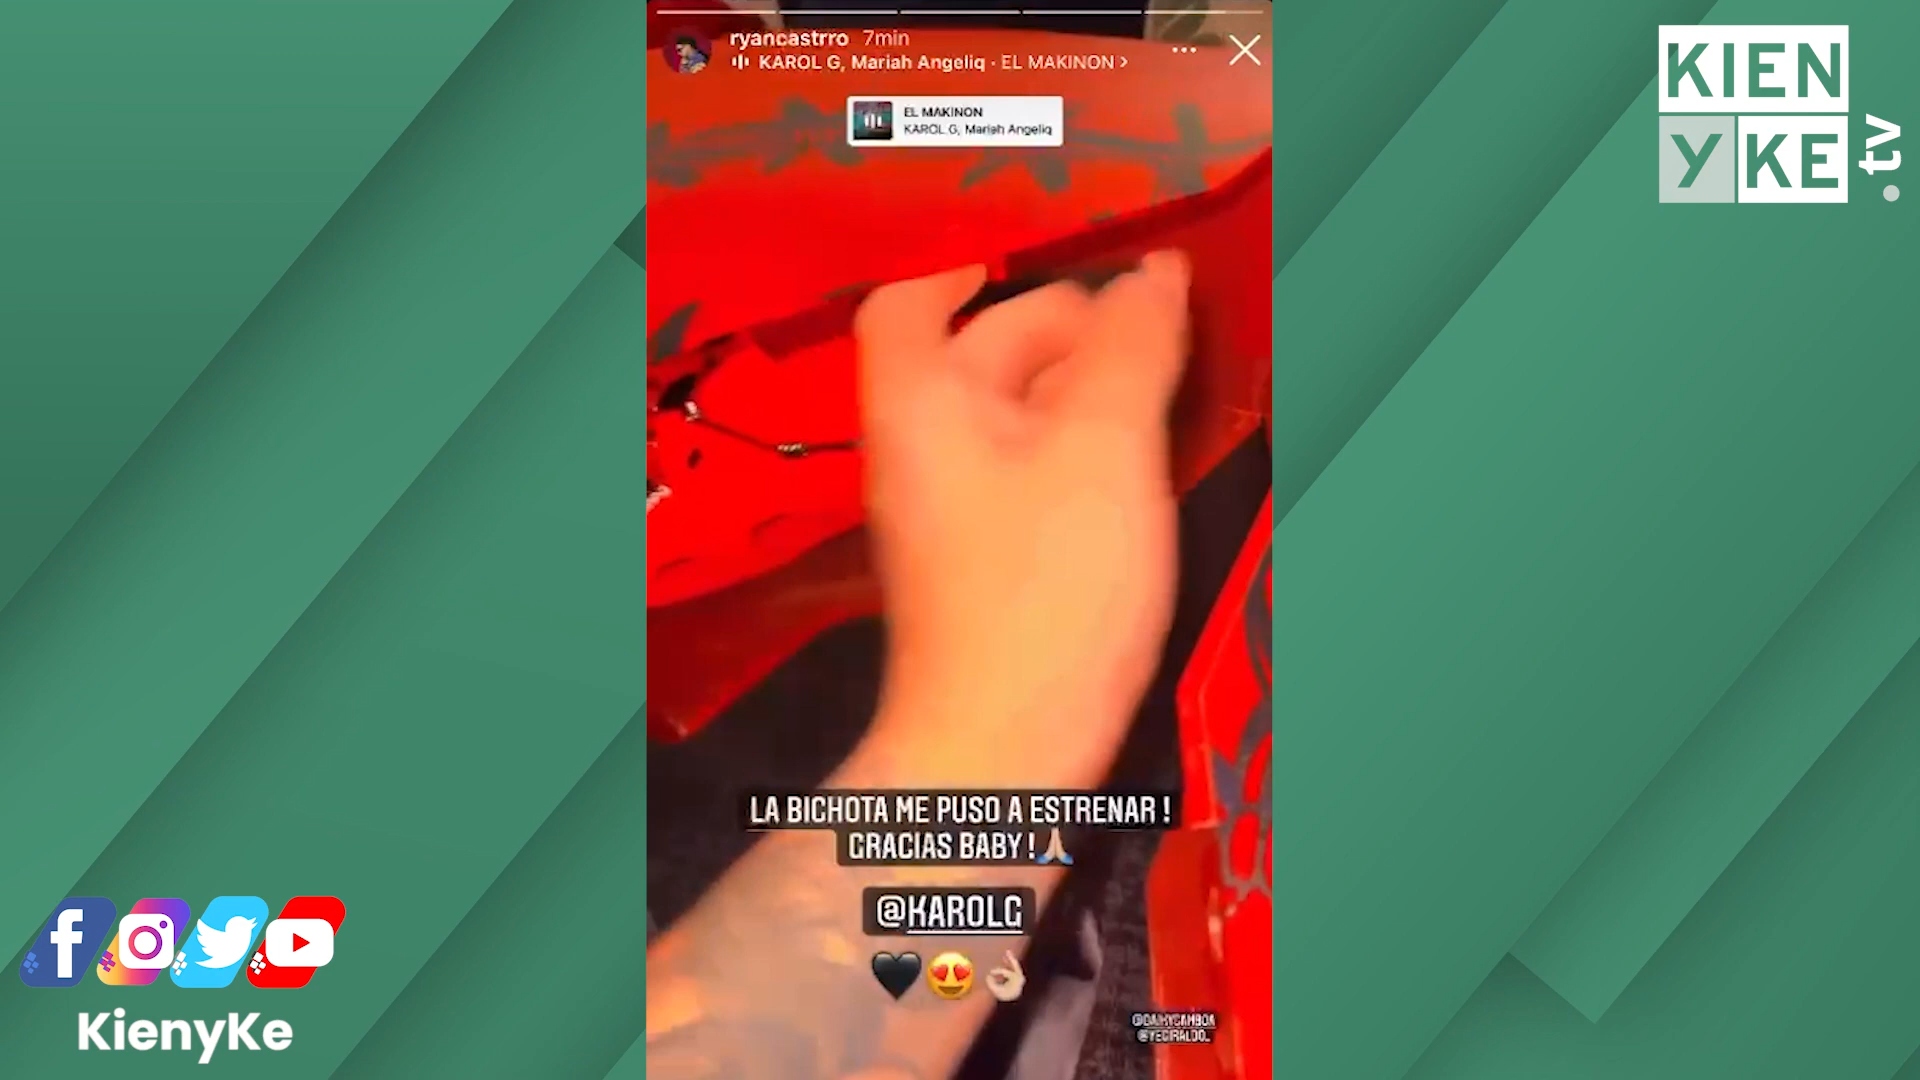 ryancastrro 7min
KAROL G, Mariah Angeliq · EL MAKINON >
EL MAKINON
KAROL G, Mariah Angeliq
LA BICHOTA ME PUSO A ESTRENAR !
GRACIAS BABY !🙏🏻
@KAROLG
🖤😍👌🏻
@YEGIRALDO_
KIEN
YKE
.tv
KienyKe